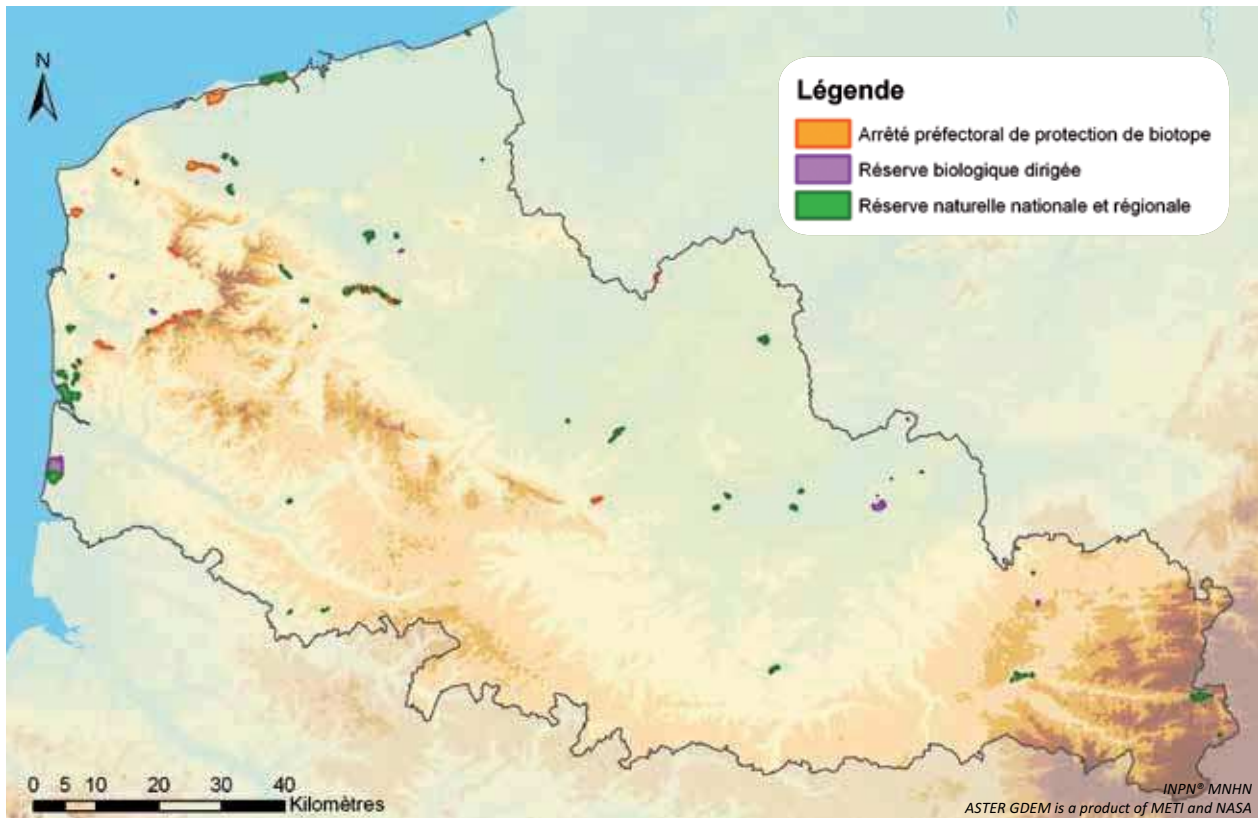 N
Légende
Arrêté préfectoral de protection de biotope
Réserve biologique dirigée
Réserve naturelle nationale et régionale
0 5 10 20 30 40
Kilomètres
INPN® MNHN
ASTER GDEM is a product of METI and NASA